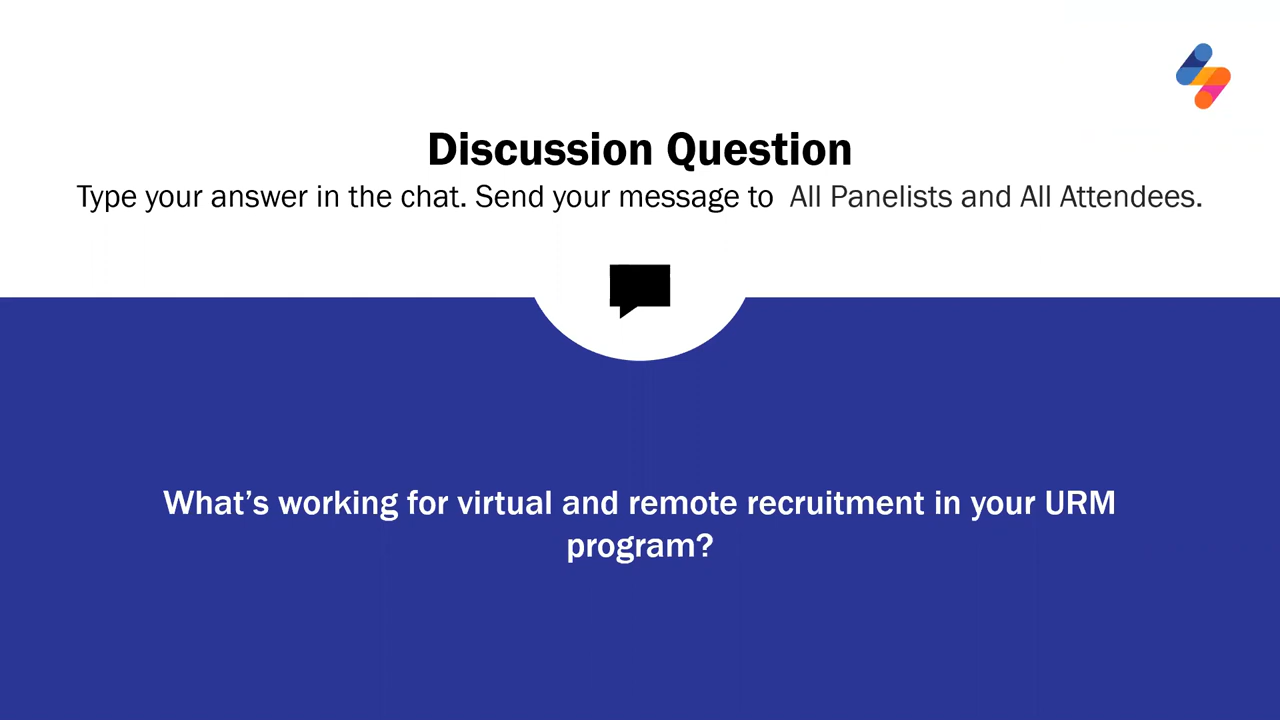 Discussion Question
Type your answer in the chat. Send your message to All Panelists and All Attendees.
What’s working for virtual and remote recruitment in your URM
program?